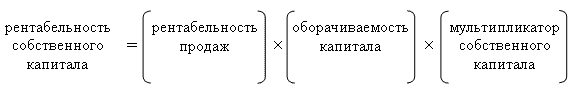 рентабельность
собственного
капитала
=
рентабельность
продаж
×
оборачиваемость
капитала
×
мультипликатор
собственного
капитала